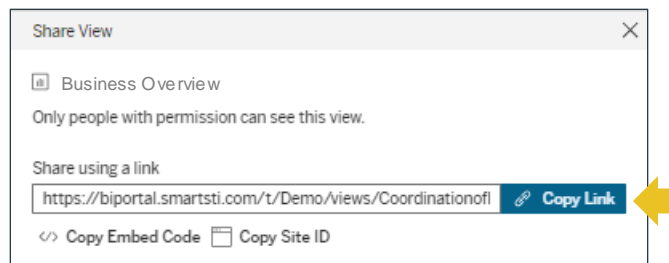 Share View
Business Overview
Only people with permission can see this view.
Share using a link
https://biportal.smartsti.com/t/Demo/views/Coordinationofl Copy Link
Copy Embed Code Copy Site ID